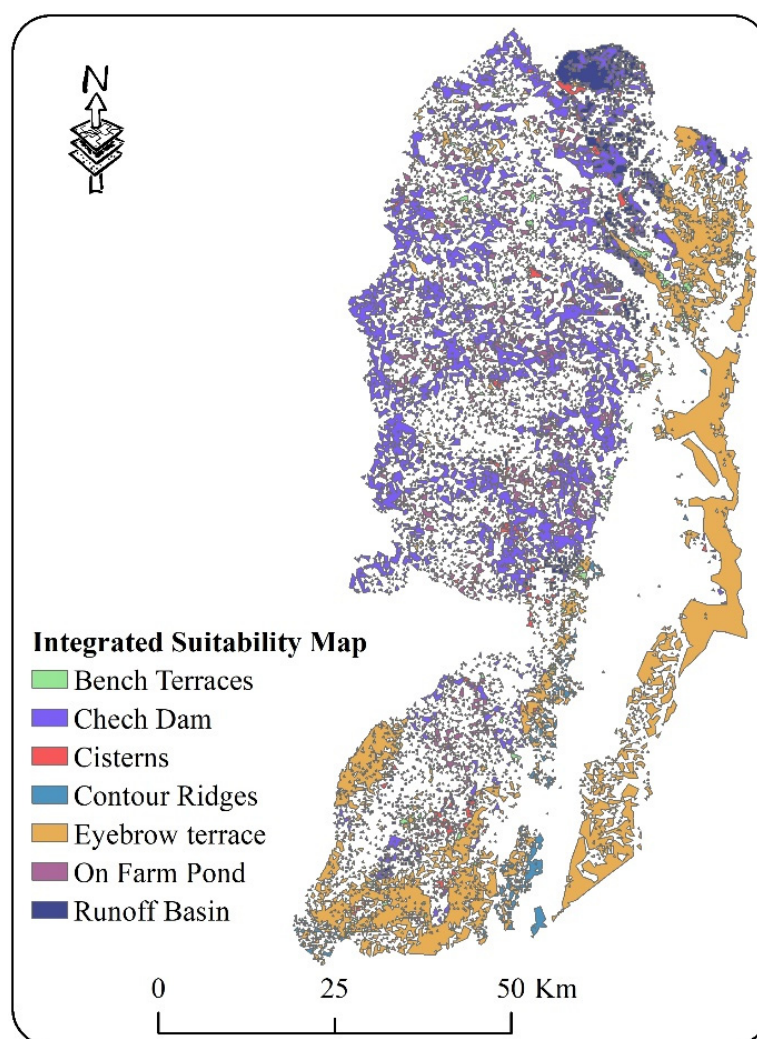 N
Integrated Suitability Map
Bench Terraces
Chech Dam
Cisterns
Contour Ridges
Eyebrow terrace
On Farm Pond
Runoff Basin
0 25 50 Km